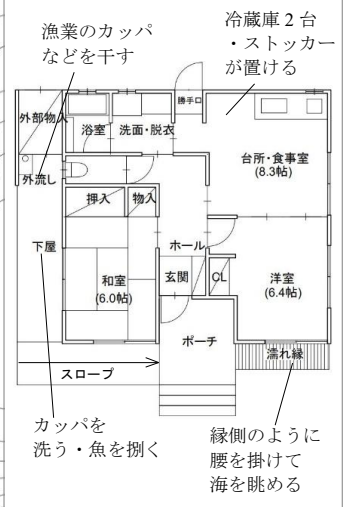 漁業のカッパ
などを干す
冷蔵庫2台
・ストッカー
が置ける
外部物入
浴室
洗面・脱衣
勝手口
台所・食事室
(8.3帖)
外流し
押入
物入
下屋
ホール
和室
(6.0帖)
玄関
CL
洋室
(6.4帖)
ポーチ
濡れ縁
スロープ
カッパを
洗う・魚を捌く
縁側のように
腰を掛けて
海を眺める